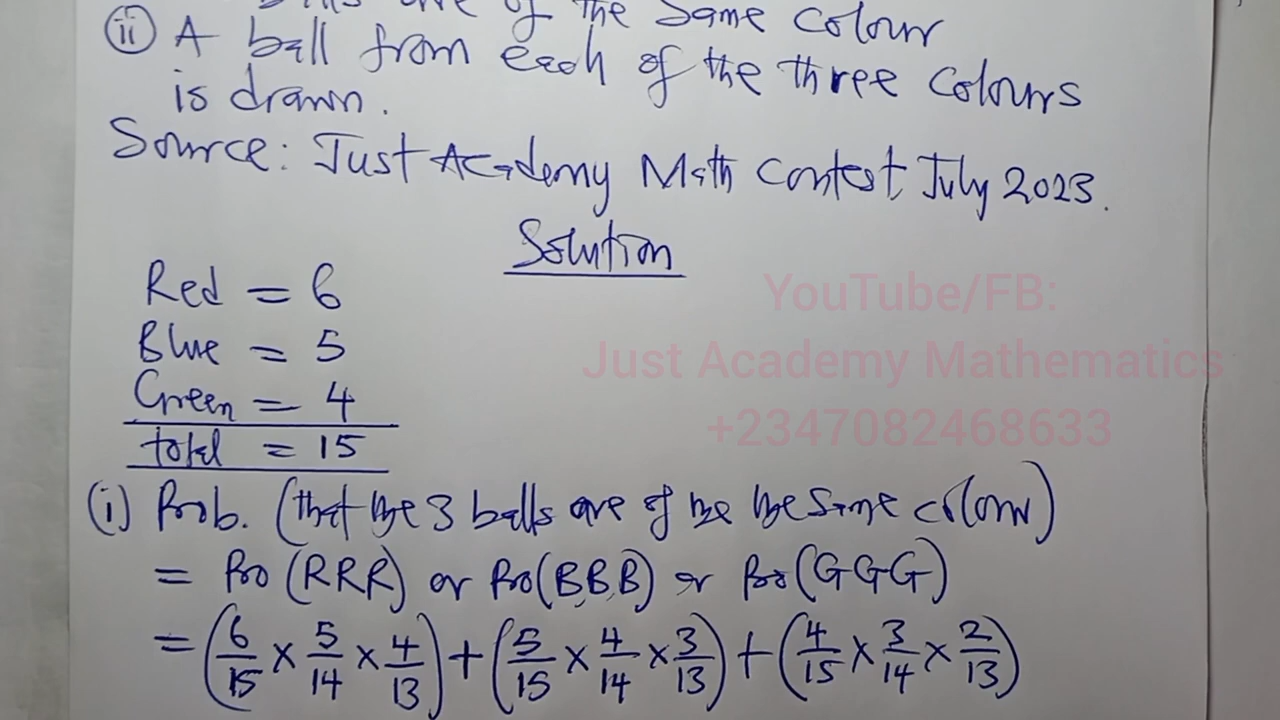 of the same colour
ii A ball from each of the three colours
is drawn.
Source: Just Academy Math Contest July 2023.
Solution
Red = 6
Blue = 5
Green = 4
total = 15
YouTube/FB:
Just Academy Mathematics
+2347082468633
(i) Prob. (that the 3 balls are of the the same colour)
= Pro (RRR) or Pro (BBB) or Pro (GGG)
= (6/15 × 5/14 × 4/13) + (5/15 × 4/14 × 3/13) + (4/15 × 3/14 × 2/13)